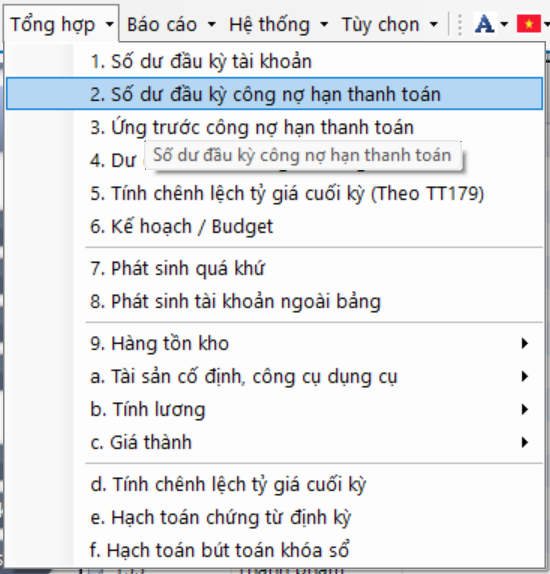 Tổng hợp Báo cáo Hệ thống Tùy chọn A
1. Số dư đầu kỳ tài khoản
2. Số dư đầu kỳ công nợ hạn thanh toán
3. Ứng trước công nợ hạn thanh toán
Số dư đầu kỳ công nợ hạn thanh toán
4. Dư
5. Tính chênh lệch tỷ giá cuối kỳ (Theo TT179)
6. Kế hoạch / Budget
7. Phát sinh quá khứ
8. Phát sinh tài khoản ngoài bảng
9. Hàng tồn kho
a. Tài sản cố định, công cụ dụng cụ
b. Tính lương
c. Giá thành
d. Tính chênh lệch tỷ giá cuối kỳ
e. Hạch toán chứng từ định kỳ
f. Hạch toán bút toán khóa sổ